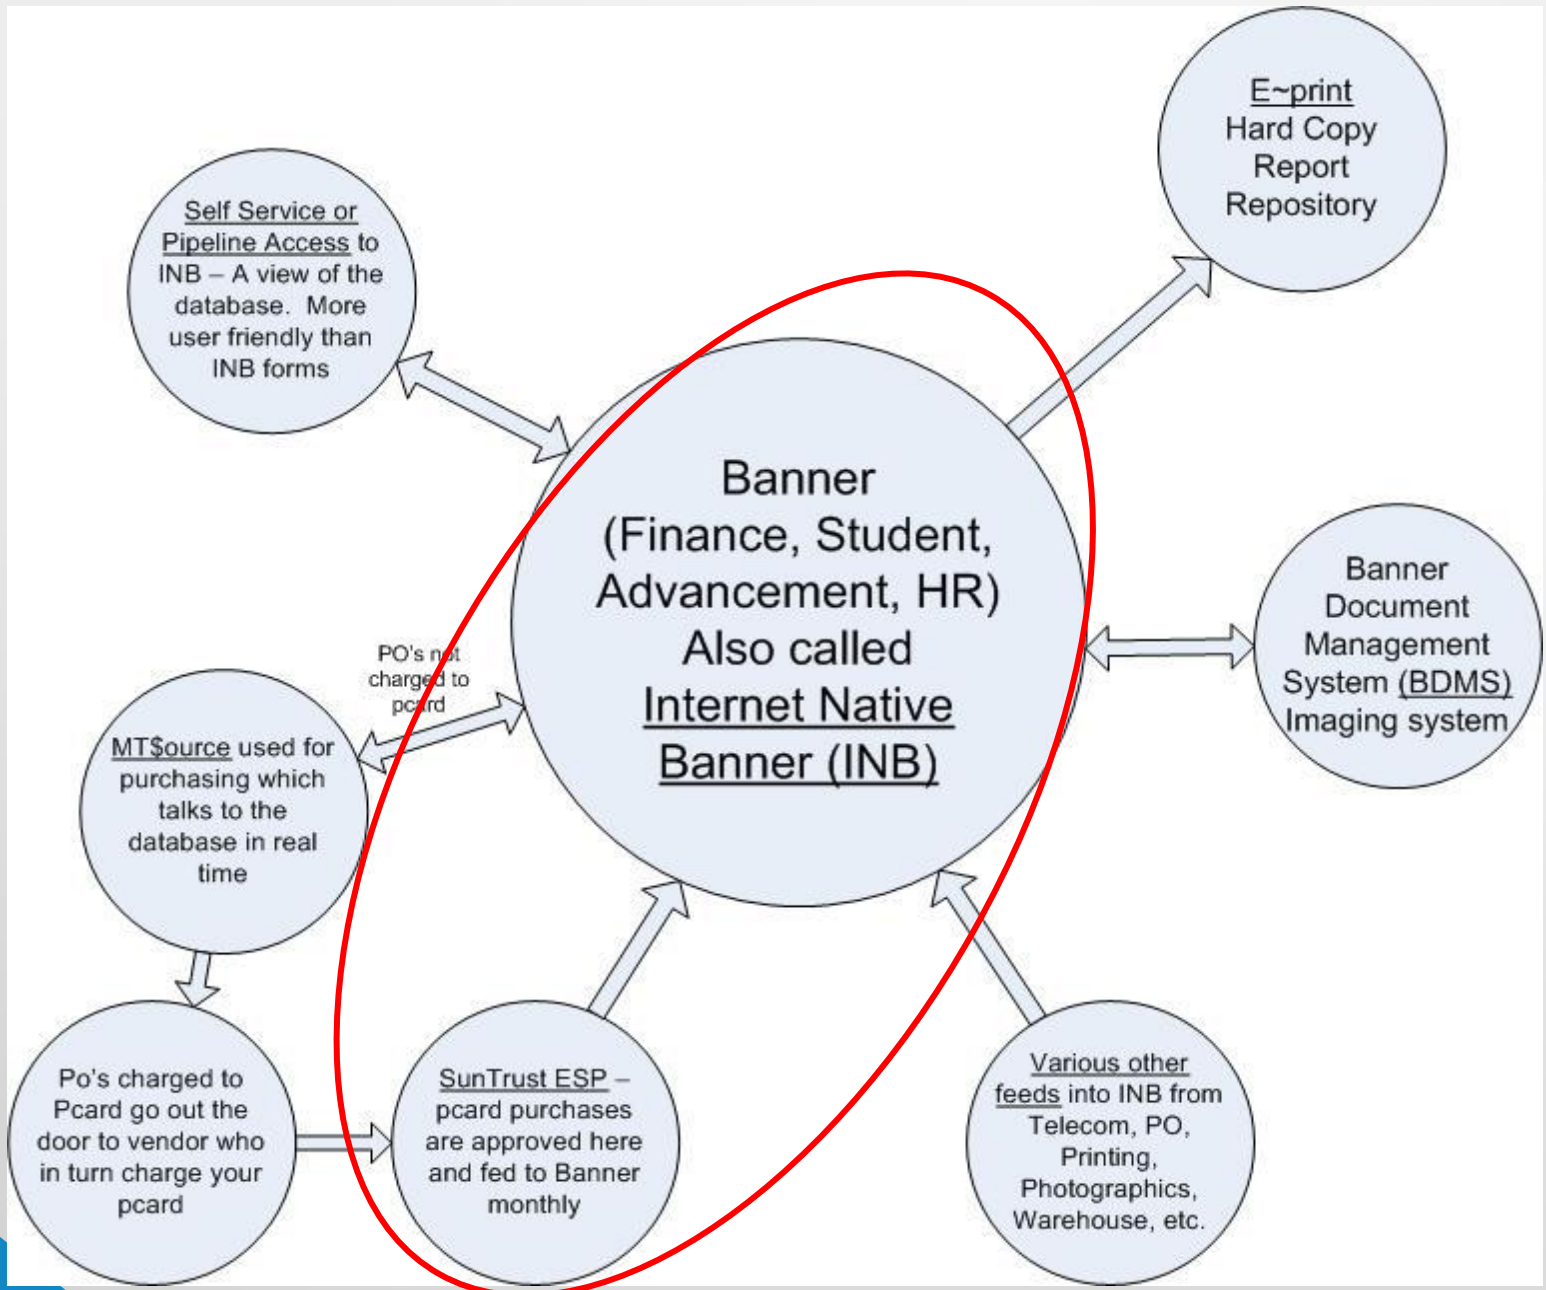 E~print
Hard Copy
Report
Repository
Self Service or
Pipeline Access to
INB – A view of the
database.  More
user friendly than
INB forms
Banner
(Finance, Student,
Advancement, HR)
Also called
Internet Native
Banner (INB)
Banner
Document
Management
System (BDMS)
Imaging system
PO's not
charged to
pcard
MT$ource used for
purchasing which
talks to the
database in real
time
Po's charged to
Pcard go out the
door to vendor who
in turn charge your
pcard
SunTrust ESP –
pcard purchases
are approved here
and fed to Banner
monthly
Various other
feeds into INB from
Telecom, PO,
Printing,
Photographics,
Warehouse, etc.